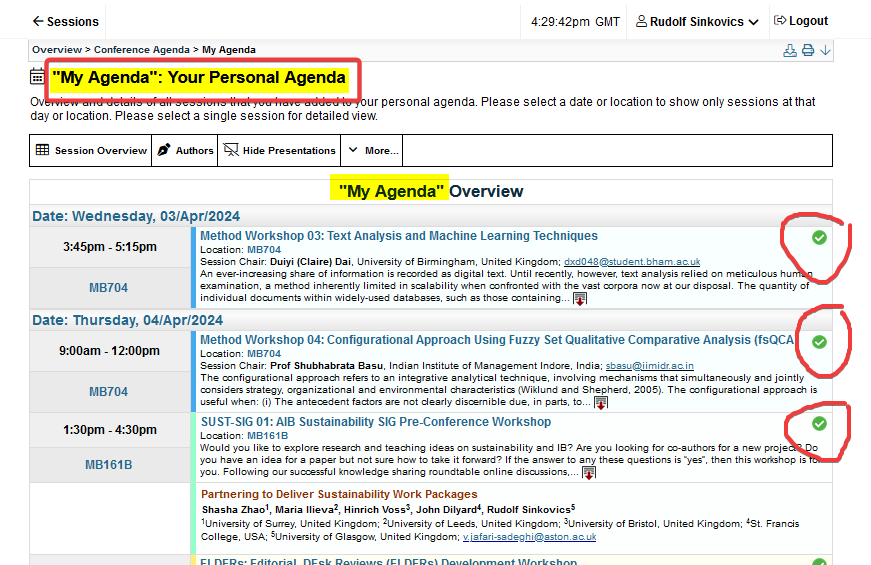 Sessions
4:29:42pm GMT
Rudolf Sinkovics
Logout
Overview > Conference Agenda > My Agenda
"My Agenda": Your Personal Agenda
Overview and details of all sessions that you have added to your personal agenda. Please select a date or location to show only sessions at that
day or location. Please select a single session for detailed view.
Session Overview
Authors
Hide Presentations
More...
"My Agenda" Overview
Date: Wednesday, 03/Apr/2024
3:45pm - 5:15pm
MB704
Method Workshop 03: Text Analysis and Machine Learning Techniques
Location: MB704
Session Chair: Duiyi (Claire) Dai, University of Birmingham, United Kingdom; dxd048@student.bham.ac.uk
An ever-increasing share of information is recorded as digital text. Until recently, however, text analysis relied on meticulous human
examination, a method inherently limited in scalability when confronted with the vast corpora now at our disposal. The quantity of
individual documents within widely-used databases, such as those containing...
Date: Thursday, 04/Apr/2024
9:00am - 12:00pm
MB704
Method Workshop 04: Configurational Approach Using Fuzzy Set Qualitative Comparative Analysis (fsQCA
Location: MB704
Session Chair: Prof Shubhabrata Basu, Indian Institute of Management Indore, India; sbasu@iimidr.ac.in
The configurational approach refers to an integrative analytical technique, involving mechanisms that simultaneously and jointly
considers strategy, organizational and environmental characteristics (Wiklund and Shepherd, 2005). The configurational approach is
useful when: (i) The antecedent factors are not clearly discernible due, in parts, to...
1:30pm - 4:30pm
MB161B
SUST-SIG 01: AIB Sustainability SIG Pre-Conference Workshop
Location: MB161B
Would you like to explore research and teaching ideas on sustainability and IB? Are you looking for co-authors for a new project? Do
you have an idea for a paper but not sure how to take it forward? If the answer to any these questions is "yes", then this workshop is for
you. Following our successful knowledge sharing roundtable online discussions,...
Partnering to Deliver Sustainability Work Packages
Shasha Zhao1, Maria Ilieva2, Hinrich Voss3, John Dilyard4, Rudolf Sinkovics5
1University of Surrey, United Kingdom; 2University of Leeds, United Kingdom; 3University of Bristol, United Kingdom; 4St. Francis
College, USA; 5University of Glasgow, United Kingdom; v.jafari-sadeghi@aston.ac.uk
ELDERs: Editorial, DEsk Reviews (ELDERs) Development Workshop